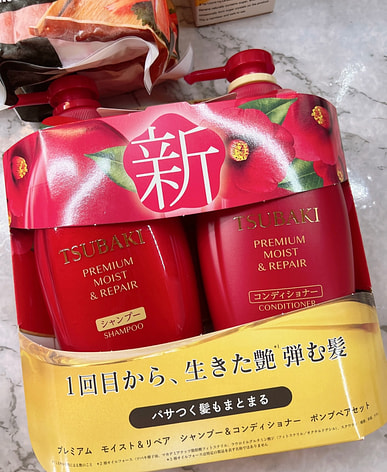 新
TSUBAKI
PREMIUM
MOIST
& REPAIR
シャンプー
SHAMPOO
TSUBAKI
PREMIUM
MOIST
& REPAIR
コンディショナー
CONDITIONER
1回目から、生きた艶 弾む髪
パサつく髪もまとまる
プレミアム モイスト＆リペア シャンプー＆コンディショナー ポンプペアセット